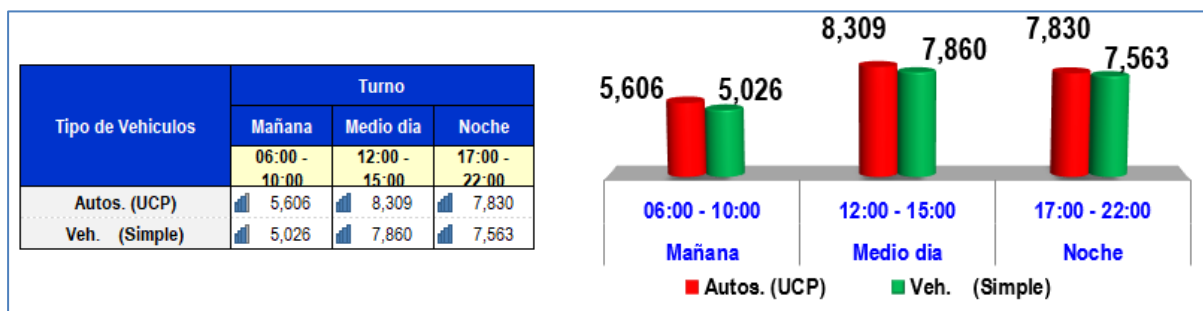 Tipo de Vehiculos
Turno
Mañana Medio dia Noche
06:00 - 10:00 12:00 - 15:00 17:00 - 22:00
Autos. (UCP) 5,606 8,309 7,830
Veh. (Simple) 5,026 7,860 7,563
5,606 5,026 8,309 7,860 7,830 7,563
06:00 - 10:00 12:00 - 15:00 17:00 - 22:00
Mañana Medio dia Noche
Autos. (UCP) Veh. (Simple)